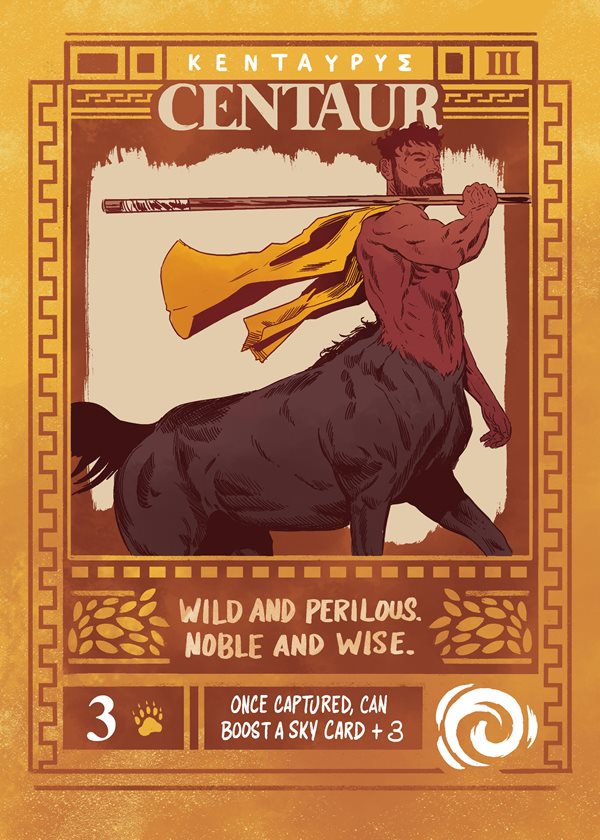 ΚΕΝΤΑΥΡΥΣ
III
CENTAUR
WILD AND PERILOUS.
NOBLE AND WISE.
3
ONCE CAPTURED, CAN
BOOST A SKY CARD +3